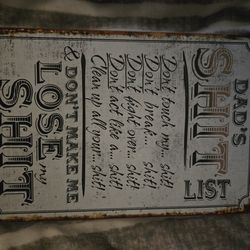 DAD'S
SHIT
LIST
Don't touch my... shit!
Don't break... shit!
Don't fight over... shit!
Don't act like a... shit!
Clean up all your... shit!
& DON'T MAKE ME
LOSE my
SHIT